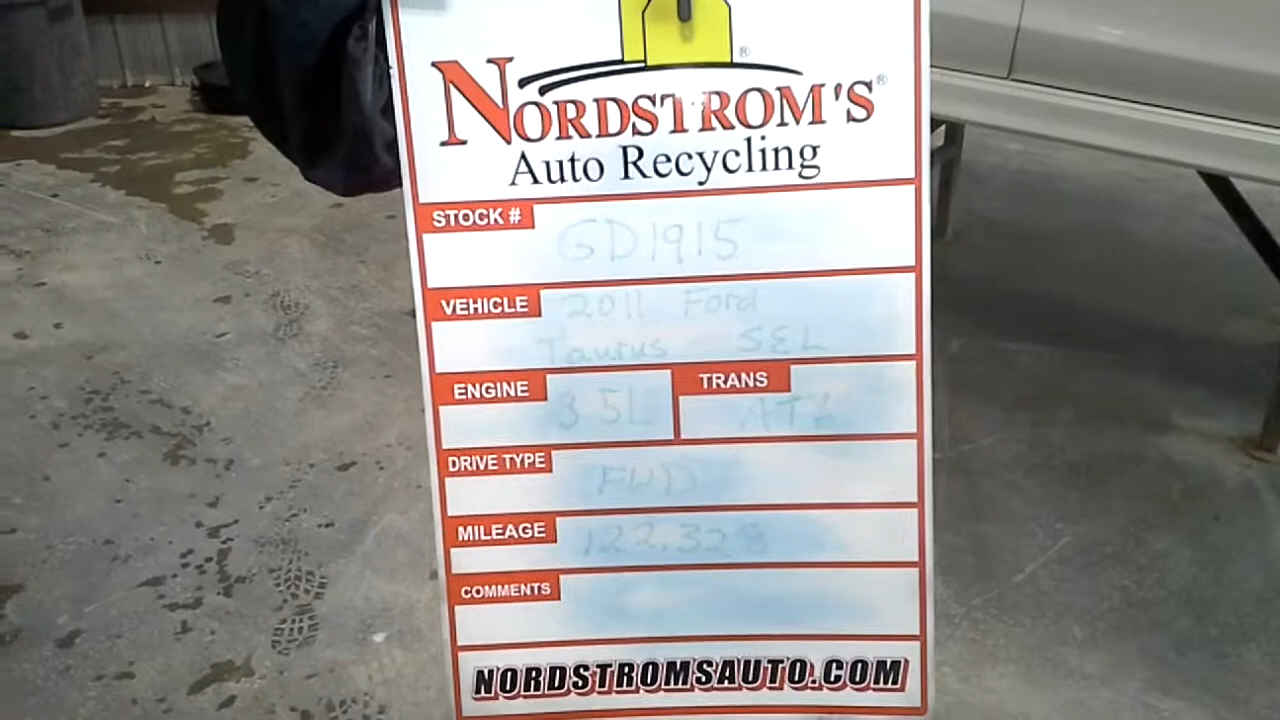 NORDSTROM'S®
Auto Recycling
STOCK # GD1915
VEHICLE 2011 Ford
Taurus SEL
ENGINE 3.5L TRANS AT6
DRIVE TYPE FWD
MILEAGE 122,328
COMMENTS
NORDSTROMSAUTO.COM